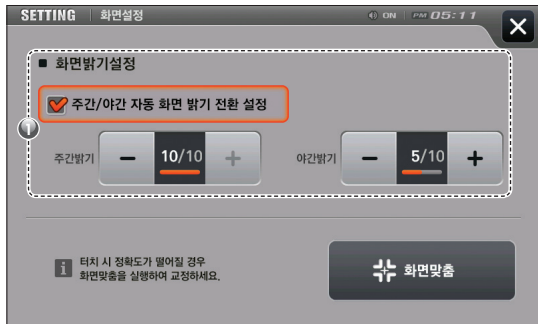 SETTING 화면설정 ON PM 05:11
■ 화면밝기설정
주간/야간 자동 화면 밝기 전환 설정
1
주간밝기 − 10/10 + 야간밝기 − 5/10 +
i 터치 시 정확도가 떨어질 경우
화면맞춤을 실행하여 교정하세요.
화면맞춤